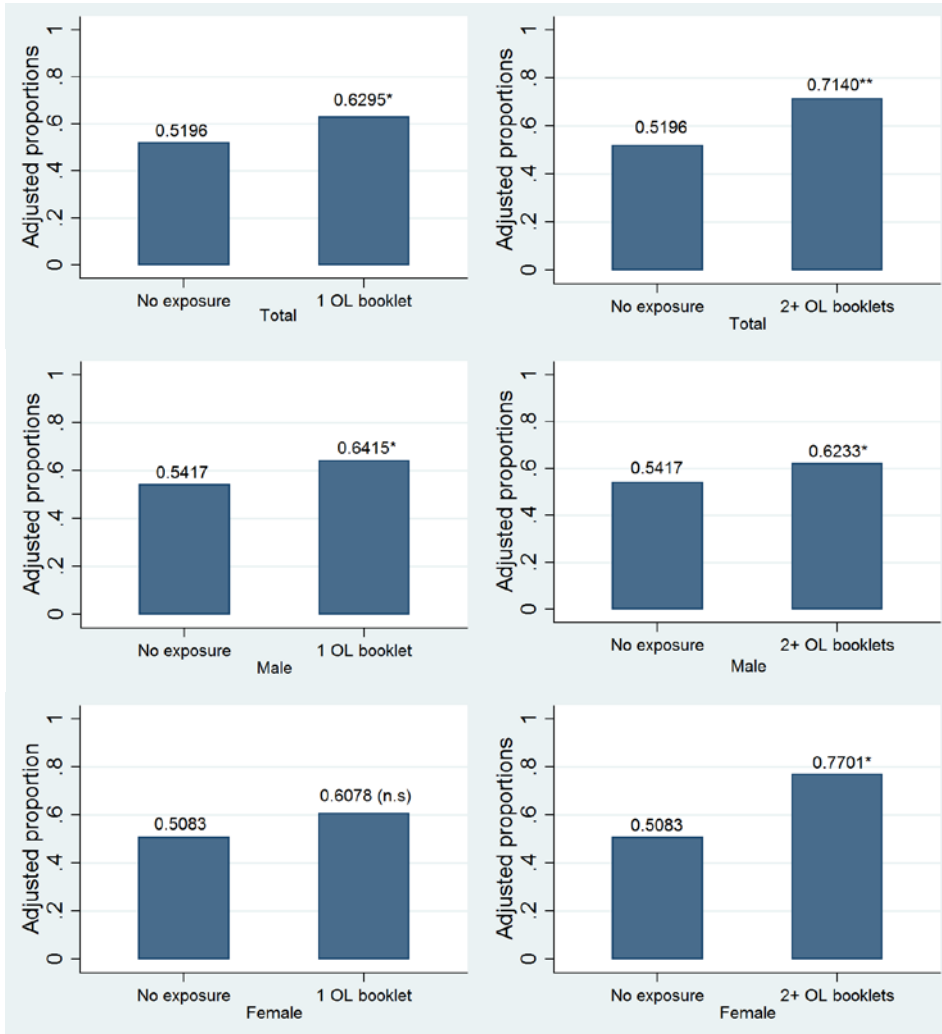 Adjusted proportions
0 .2 .4 .6 .8 1
0.5196
0.6295*
No exposure
1 OL booklet
Total
Adjusted proportions
0 .2 .4 .6 .8 1
0.5196
0.7140**
No exposure
2+ OL booklets
Total
Adjusted proportions
0 .2 .4 .6 .8 1
0.5417
0.6415*
No exposure
1 OL booklet
Male
Adjusted proportions
0 .2 .4 .6 .8 1
0.5417
0.6233*
No exposure
2+ OL booklets
Male
Adjusted proportion
0 .2 .4 .6 .8 1
0.5083
0.6078 (n.s)
No exposure
1 OL booklet
Female
Adjusted proportions
0 .2 .4 .6 .8 1
0.5083
0.7701*
No exposure
2+ OL booklets
Female